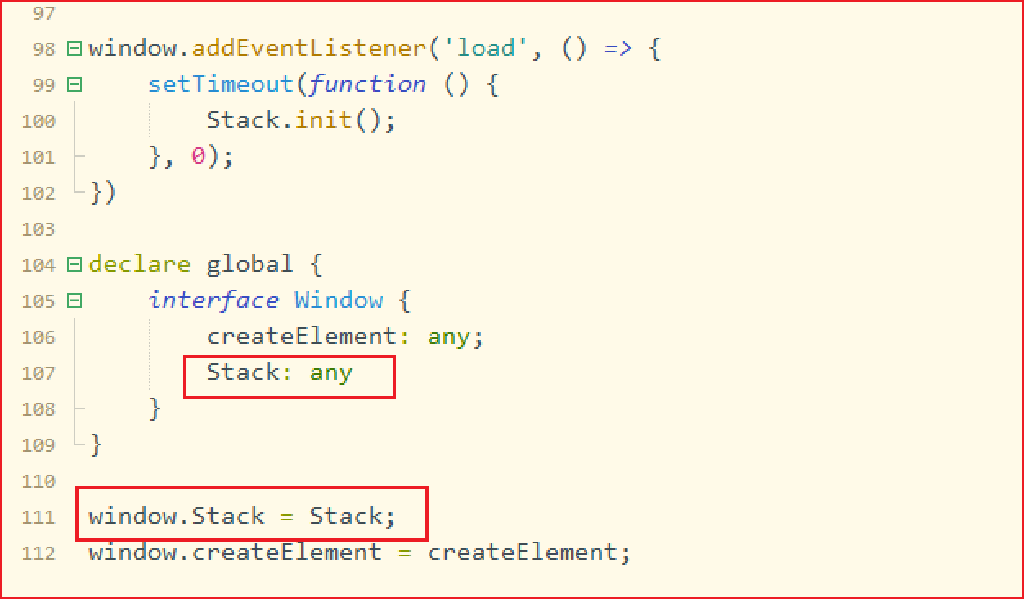 97
98 window.addEventListener('load', () => {
99 setTimeout(function () {
100 Stack.init();
101 }, 0);
102 })
103
104 declare global {
105 interface Window {
106 createElement: any;
107 Stack: any
108 }
109 }
110
111 window.Stack = Stack;
112 window.createElement = createElement;